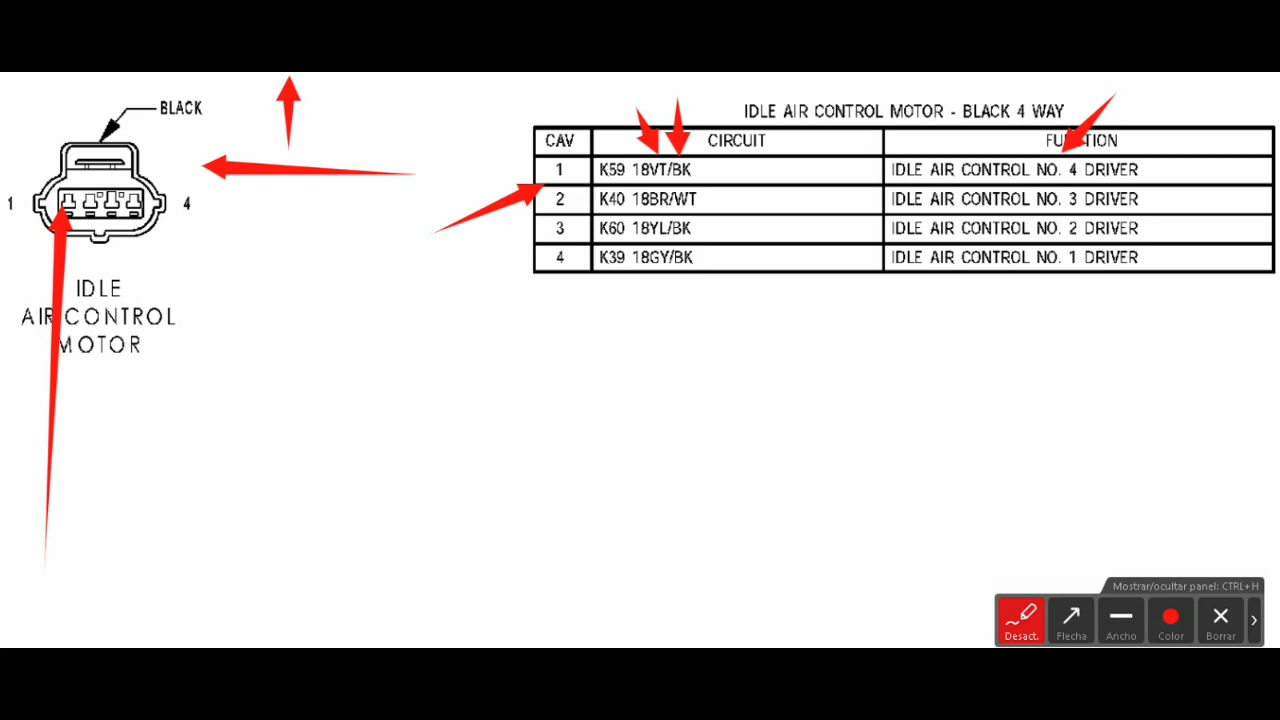 BLACK
1
4
IDLE
AIR CONTROL
MOTOR
IDLE AIR CONTROL MOTOR - BLACK 4 WAY
CAV CIRCUIT FUNCTION
1 K59 18VT/BK IDLE AIR CONTROL NO. 4 DRIVER
2 K40 18BR/WT IDLE AIR CONTROL NO. 3 DRIVER
3 K60 18YL/BK IDLE AIR CONTROL NO. 2 DRIVER
4 K39 18GY/BK IDLE AIR CONTROL NO. 1 DRIVER
Mostrar/ocultar panel: CTRL+H
Desact. Flecha Ancho Color Borrar